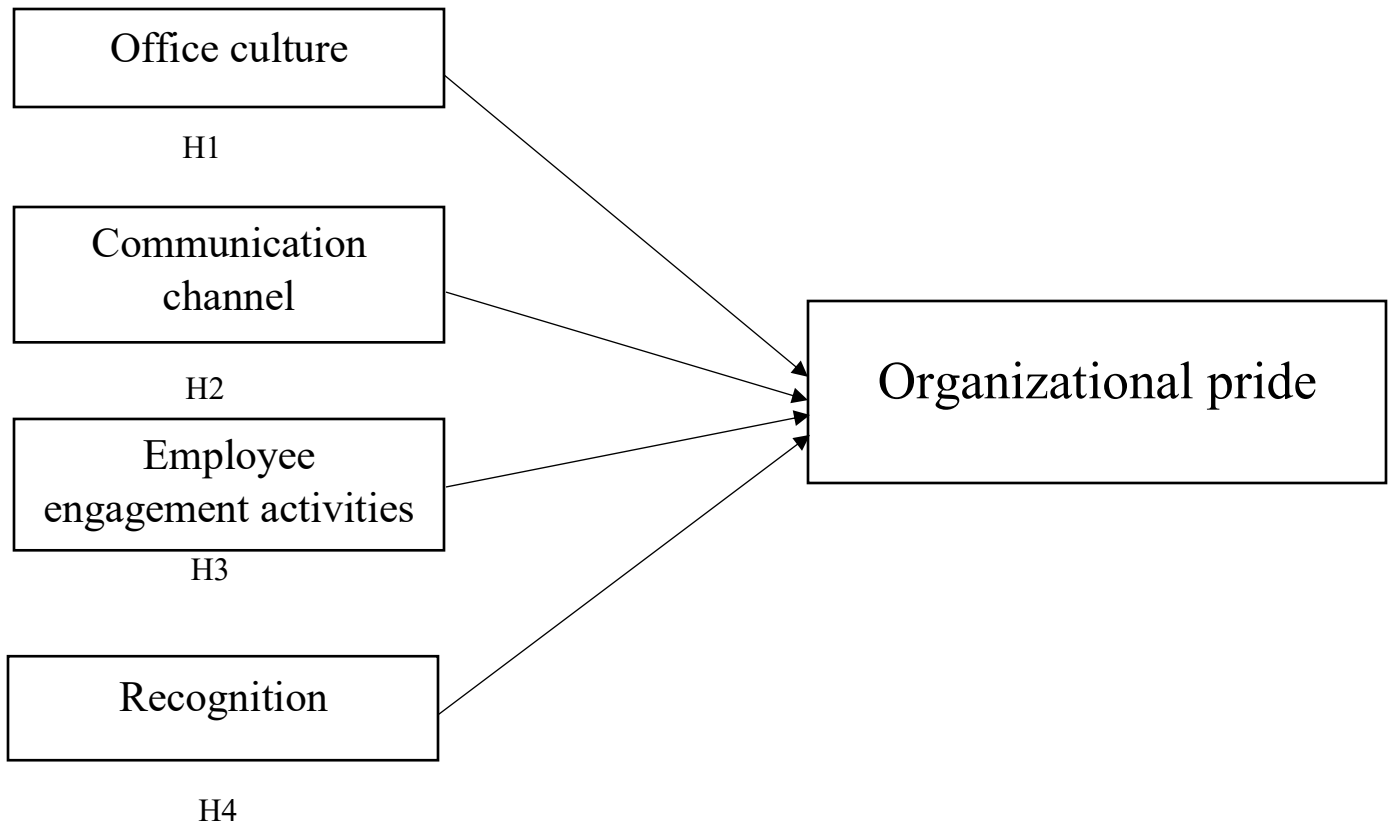 Office culture
H1
Communication
channel
H2
Employee
engagement activities
H3
Recognition
H4
Organizational pride